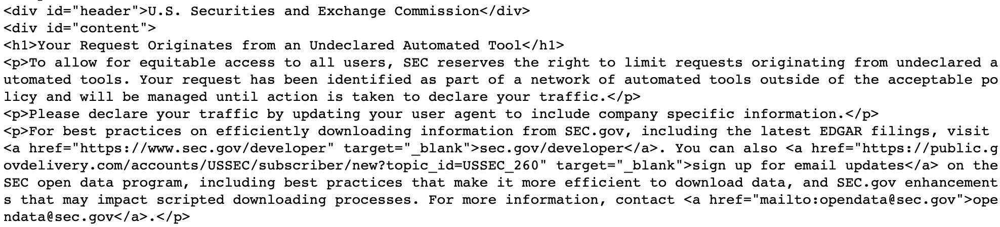 <div id="header">U.S. Securities and Exchange Commission</div>
<div id="content">
<h1>Your Request Originates from an Undeclared Automated Tool</h1>
<p>To allow for equitable access to all users, SEC reserves the right to limit requests originating from undeclared a
utomated tools. Your request has been identified as part of a network of automated tools outside of the acceptable po
licy and will be managed until action is taken to declare your traffic.</p>
<p>Please declare your traffic by updating your user agent to include company specific information.</p>
<p>For best practices on efficiently downloading information from SEC.gov, including the latest EDGAR filings, visit
<a href="https://www.sec.gov/developer" target="_blank">sec.gov/developer</a>. You can also <a href="https://public.g
ovdelivery.com/accounts/USSEC/subscriber/new?topic_id=USSEC_260" target="_blank">sign up for email updates</a> on the
SEC open data program, including best practices that make it more efficient to download data, and SEC.gov enhancement
s that may impact scripted downloading processes. For more information, contact <a href="mailto:opendata@sec.gov">ope
ndata@sec.gov</a>.</p>